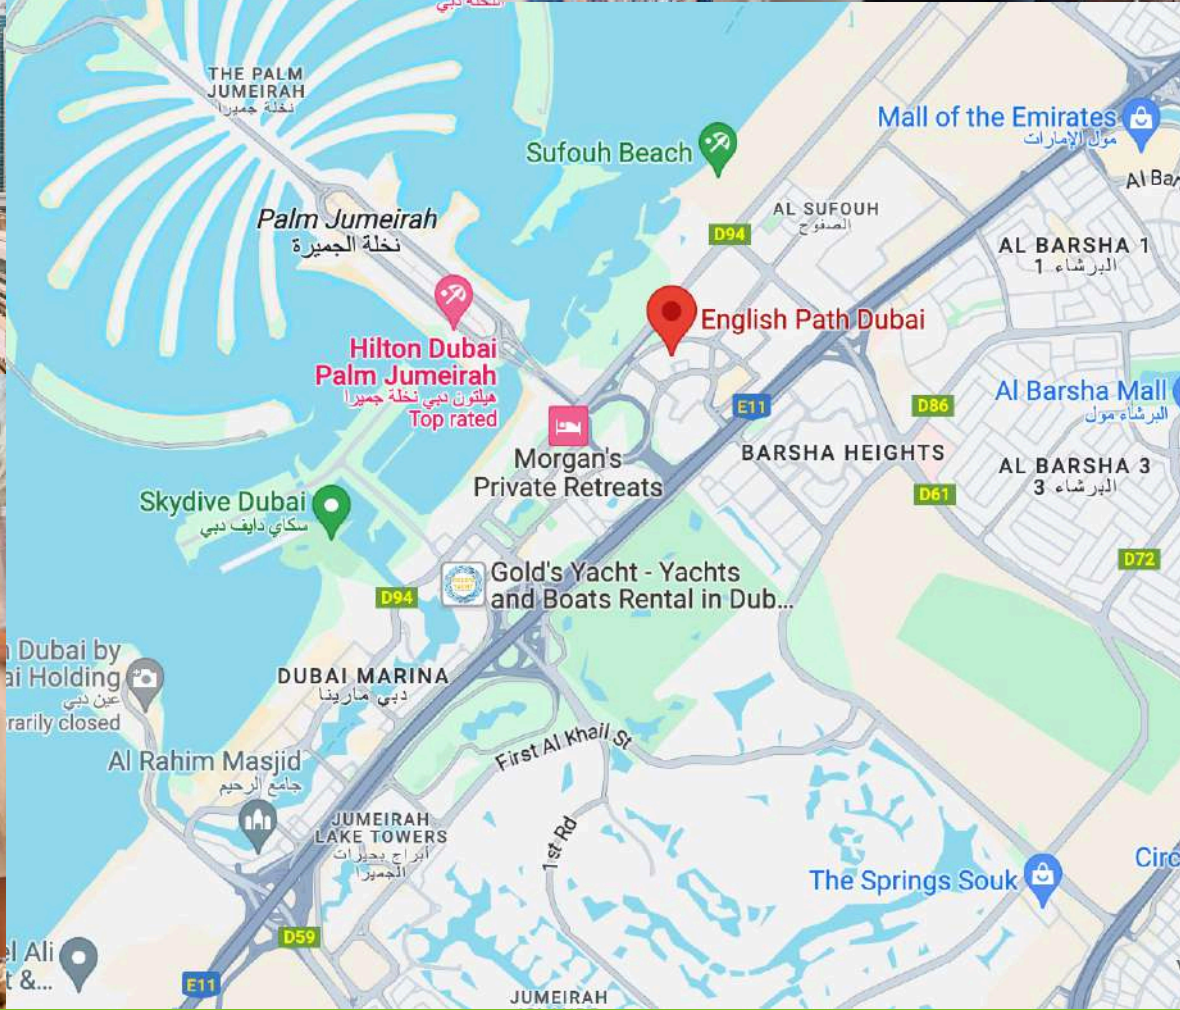 نخلة دبي
THE PALM
JUMEIRAH
نخلة جميرا
Mall of the Emirates
مول الإمارات
Sufouh Beach
Al Bar
AL SUFOUH
الصفوح
Palm Jumeirah
نخلة الجميرة
D94
AL BARSHA 1
البرشاء 1
English Path Dubai
Hilton Dubai
Palm Jumeirah
هيلتون دبي نخلة جميرا
Top rated
Al Barsha Mall
البرشاء مول
E11
D86
Morgan's
Private Retreats
BARSHA HEIGHTS
AL BARSHA 3
البرشاء 3
D61
Skydive Dubai
سكاي دايف دبي
D72
Gold's Yacht - Yachts
and Boats Rental in Dub...
D94
Dubai by
ai Holding
عين دبي
rarily closed
DUBAI MARINA
دبي مارينا
First Al Khail St
Al Rahim Masjid
جامع الرحيم
JUMEIRAH
LAKE TOWERS
أبراج بحيرات
الجميرا
1st Rd
Circ
The Springs Souk
D59
el Ali
t &...
E11
JUMEIRAH